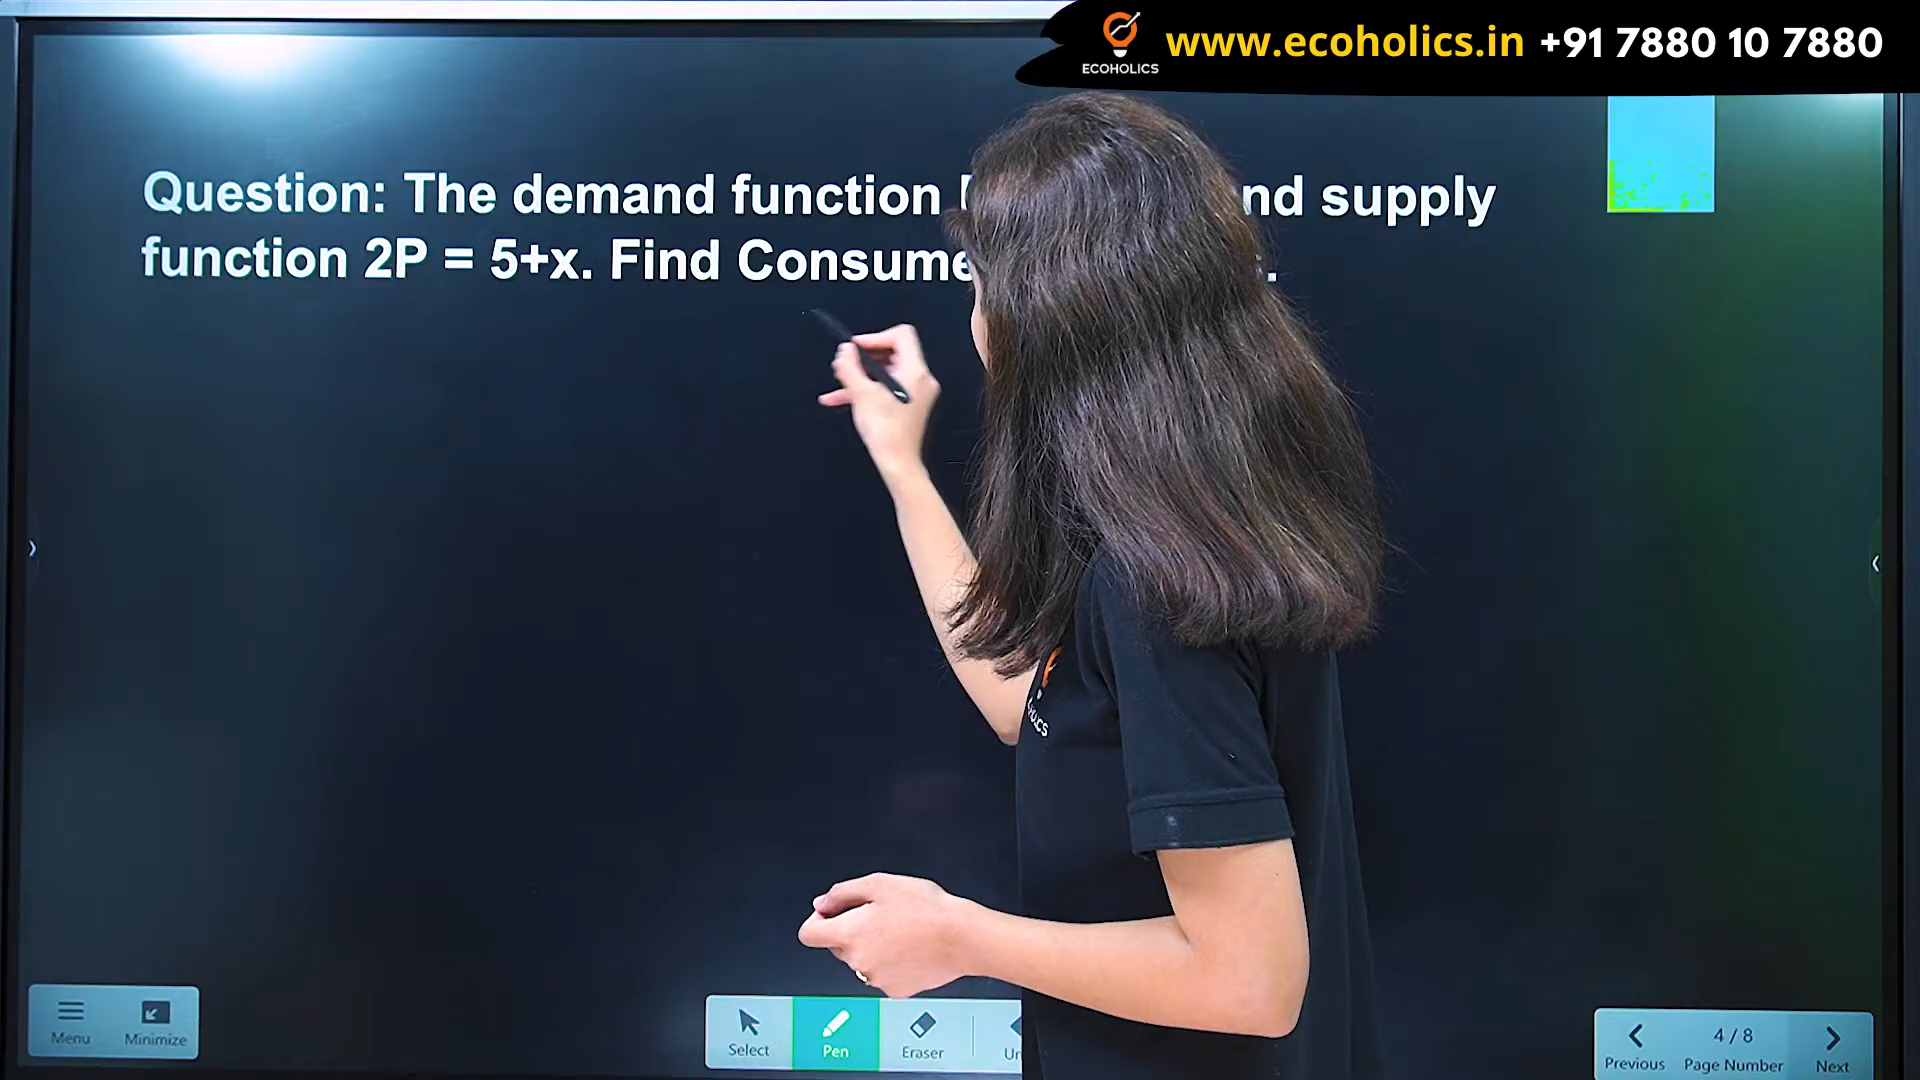 www.ecoholics.in +91 7880 10 7880
ECOHOLICS
Question: The demand function nd supply
function 2P = 5+x. Find Consume .
Menu
Minimize
Select
Pen
Eraser
Un
4 / 8
Previous
Page Number
Next